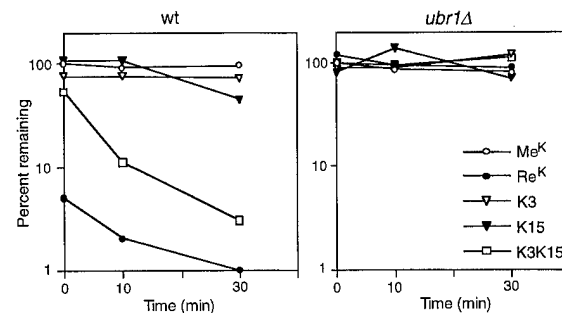 wt
ubr1Δ
Percent remaining
100
10
1
0
10
30
Time (min)
100
10
1
0
10
30
Time (min)
Me^K
Re^K
K3
K15
K3K15